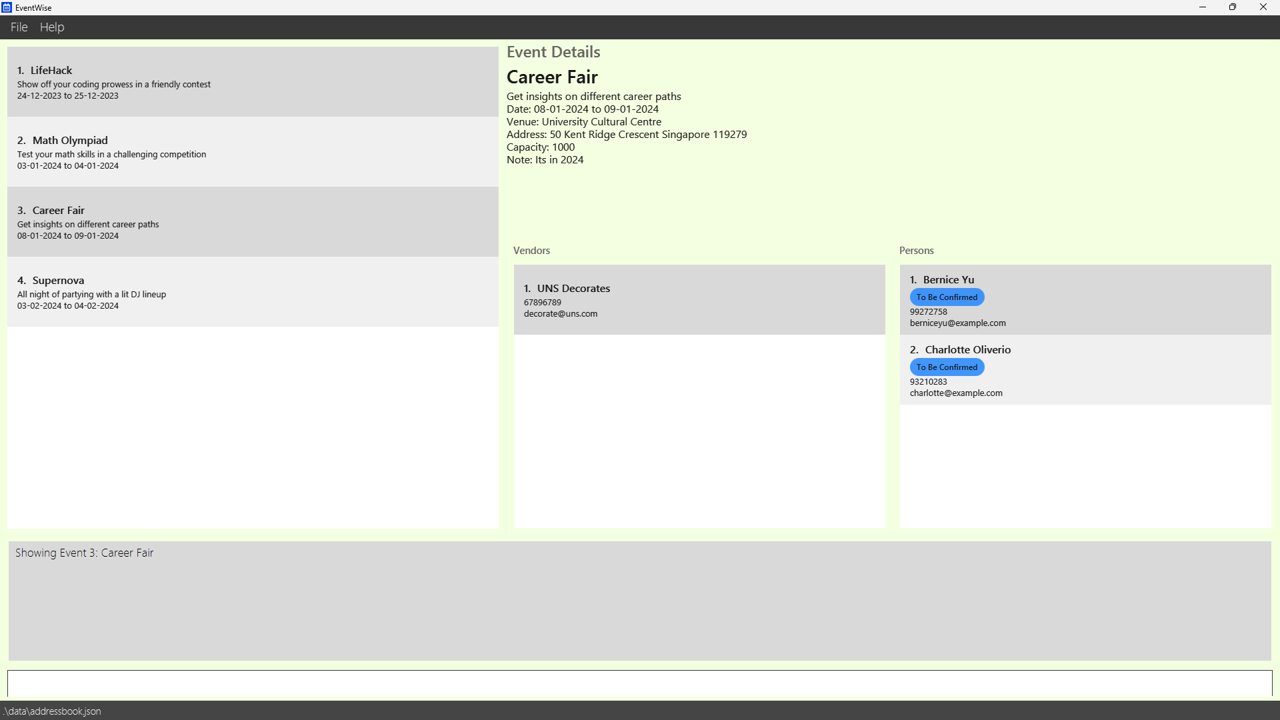 EventWise
File Help
1. LifeHack
Show off your coding prowess in a friendly contest
24-12-2023 to 25-12-2023
2. Math Olympiad
Test your math skills in a challenging competition
03-01-2024 to 04-01-2024
3. Career Fair
Get insights on different career paths
08-01-2024 to 09-01-2024
4. Supernova
All night of partying with a lit DJ lineup
03-02-2024 to 04-02-2024
Event Details
Career Fair
Get insights on different career paths
Date: 08-01-2024 to 09-01-2024
Venue: University Cultural Centre
Address: 50 Kent Ridge Crescent Singapore 119279
Capacity: 1000
Note: Its in 2024
Vendors
1. UNS Decorates
67896789
decorate@uns.com
Persons
1. Bernice Yu
To Be Confirmed
99272758
berniceyu@example.com
2. Charlotte Oliverio
To Be Confirmed
93210283
charlotte@example.com
Showing Event 3: Career Fair
.\data\addressbook.json